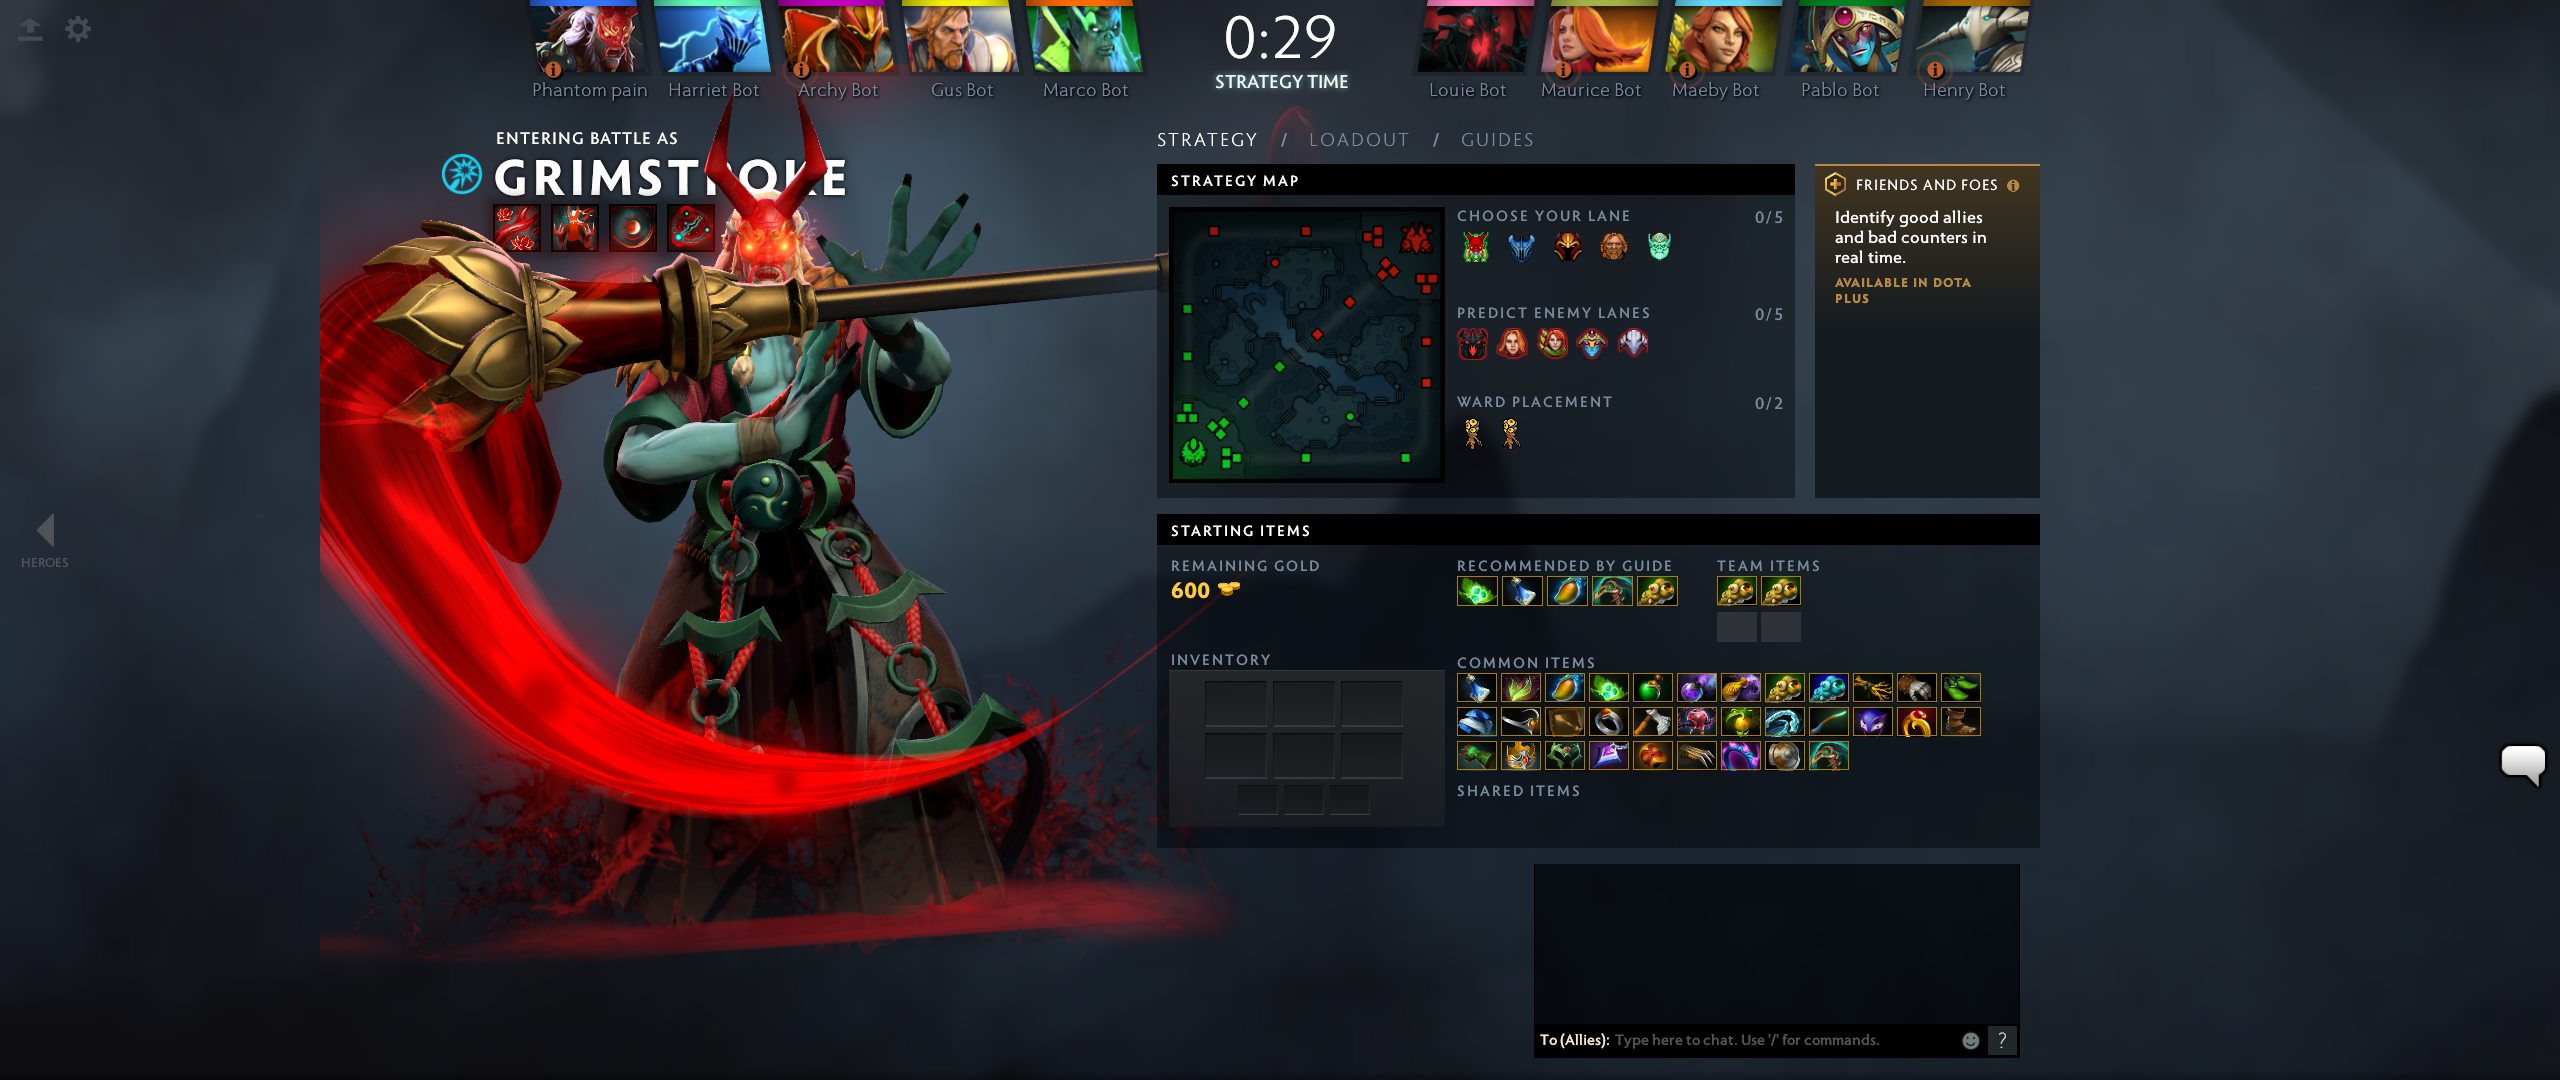 0:29
STRATEGY TIME
Phantom pain
Harriet Bot
Archy Bot
Gus Bot
Marco Bot
Louie Bot
Maurice Bot
Maeby Bot
Pablo Bot
Henry Bot
ENTERING BATTLE AS
GRIMSTROKE
STRATEGY / LOADOUT / GUIDES
STRATEGY MAP
CHOOSE YOUR LANE 0/5
PREDICT ENEMY LANES 0/5
WARD PLACEMENT 0/2
FRIENDS AND FOES
Identify good allies
and bad counters in
real time.
AVAILABLE IN DOTA
PLUS
HEROES
STARTING ITEMS
REMAINING GOLD
600
RECOMMENDED BY GUIDE
TEAM ITEMS
INVENTORY
COMMON ITEMS
SHARED ITEMS
To (Allies): Type here to chat. Use '/' for commands.
?